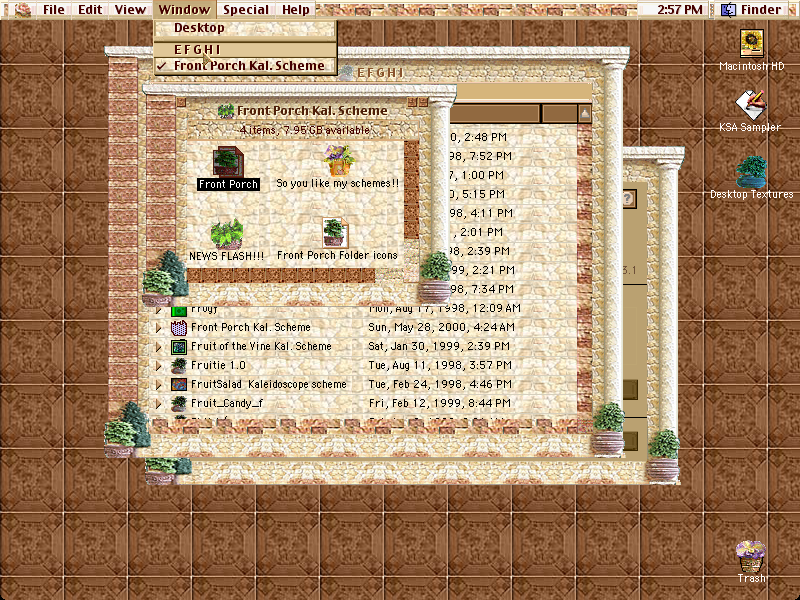 File Edit View Window Special Help 2:57 PM Finder
Desktop
E F G H I
✓ Front Porch Kal. Scheme
E F G H I
Macintosh HD
KSA Sampler
Desktop Textures
Trash
Front Porch Kal. Scheme
4 items, 7.95 GB available
Front Porch
So you like my schemes!!
NEWS FLASH!!!
Front Porch Folder icons
0, 2:48 PM
98, 7:52 PM
7, 1:00 PM
0, 5:15 PM
98, 4:11 PM
, 2:01 PM
98, 2:39 PM
99, 2:21 PM
98, 7:34 PM
?
3.1
Frogy Mon, Aug 17, 1998, 12:09 AM
Front Porch Kal. Scheme Sun, May 28, 2000, 4:24 AM
Fruit of the Vine Kal. Scheme Sat, Jan 30, 1999, 2:39 PM
Fruitie 1.0 Tue, Aug 11, 1998, 3:57 PM
FruitSalad Kaleidoscope scheme Tue, Feb 24, 1998, 4:46 PM
Fruit_Candy_f Fri, Feb 12, 1999, 8:44 PM